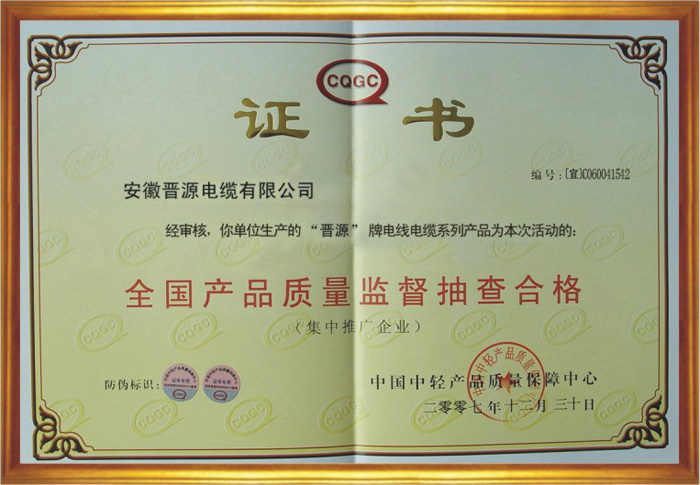 CQGC
证书
编号:[宣]C060041542
安徽晋源电缆有限公司
经审核，你单位生产的“晋源”牌电线电缆系列产品为本次活动的:
全国产品质量监督抽查合格
(集中推广企业)
防伪标识:
中国中轻产品质量保障中心
二零零七年十二月三十日